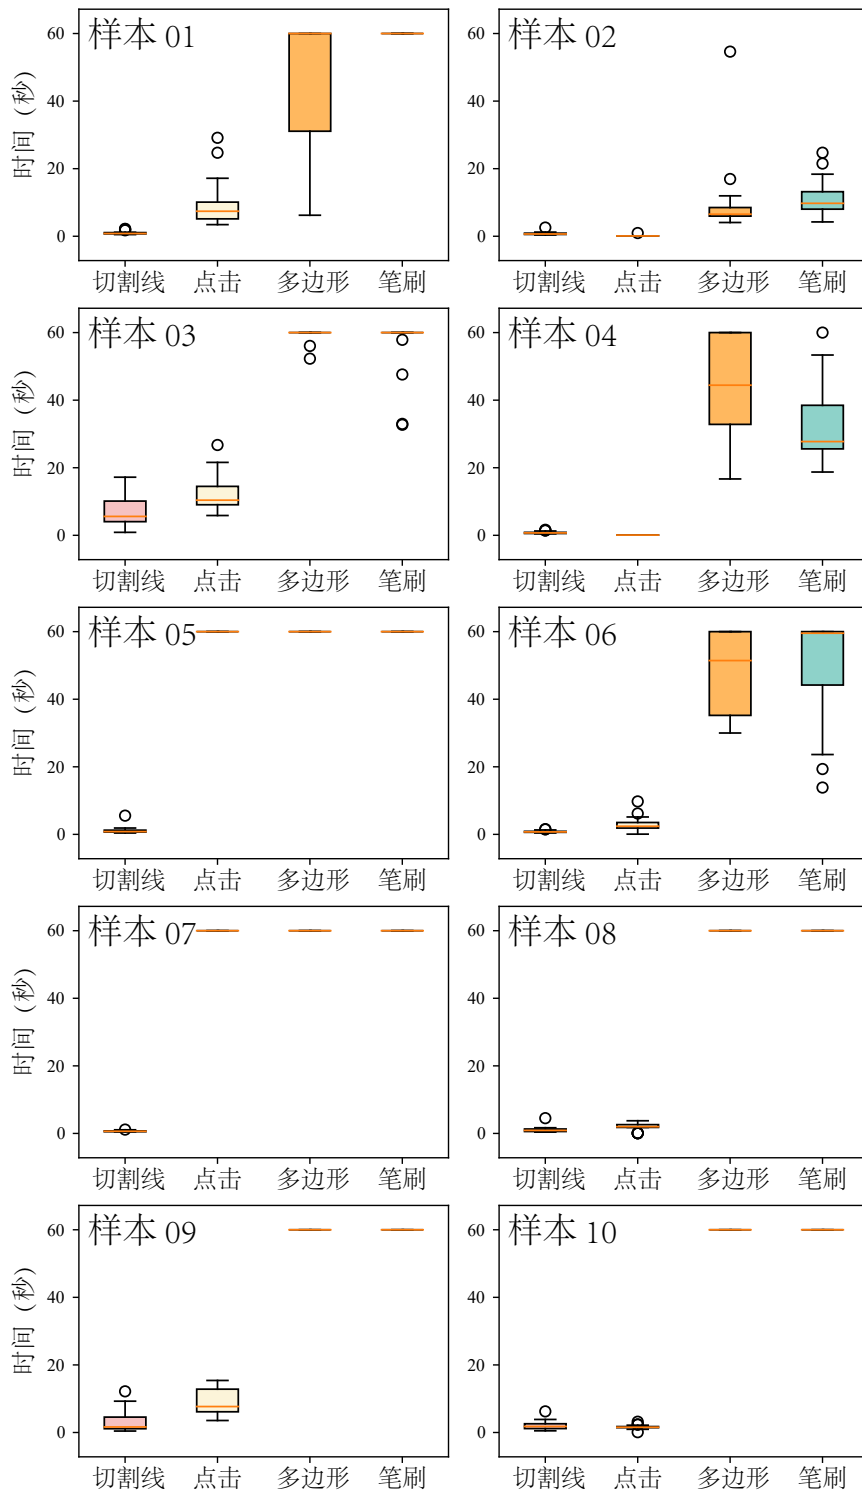 样本 01
60
40
20
0
时间 (秒)
切割线 点击 多边形 笔刷
样本 02
60
40
20
0
切割线 点击 多边形 笔刷
样本 03
60
40
20
0
时间 (秒)
切割线 点击 多边形 笔刷
样本 04
60
40
20
0
切割线 点击 多边形 笔刷
样本 05
60
40
20
0
时间 (秒)
切割线 点击 多边形 笔刷
样本 06
60
40
20
0
切割线 点击 多边形 笔刷
样本 07
60
40
20
0
时间 (秒)
切割线 点击 多边形 笔刷
样本 08
60
40
20
0
切割线 点击 多边形 笔刷
样本 09
60
40
20
0
时间 (秒)
切割线 点击 多边形 笔刷
样本 10
60
40
20
0
切割线 点击 多边形 笔刷